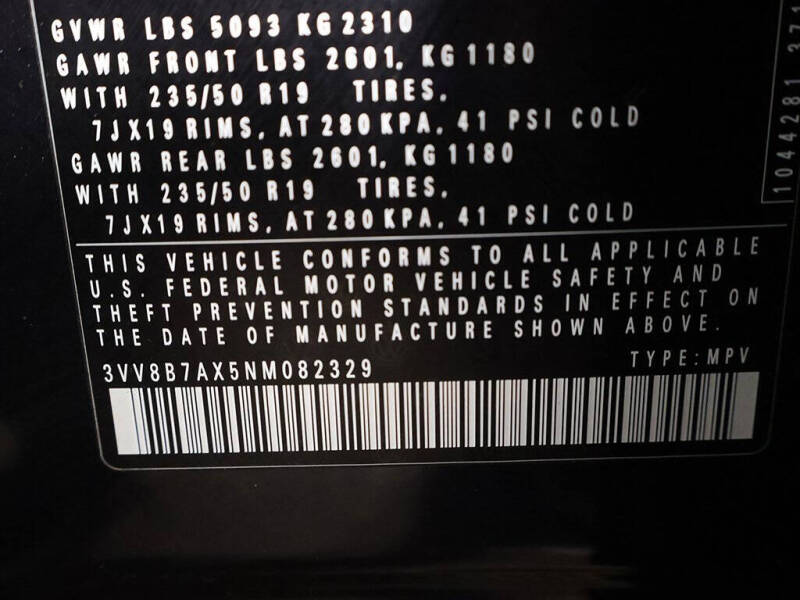 GVWR LBS 5093 KG 2310
GAWR FRONT LBS 2601, KG 1180
WITH 235/50 R19 TIRES,
7JX19 RIMS, AT 280 KPA, 41 PSI COLD
GAWR REAR LBS 2601, KG 1180
WITH 235/50 R19 TIRES,
7JX19 RIMS, AT 280 KPA, 41 PSI COLD
THIS VEHICLE CONFORMS TO ALL APPLICABLE
U.S. FEDERAL MOTOR VEHICLE SAFETY AND
THEFT PREVENTION STANDARDS IN EFFECT ON
THE DATE OF MANUFACTURE SHOWN ABOVE.
3VV8B7AX5NM082329 TYPE: MPV
1044281 371